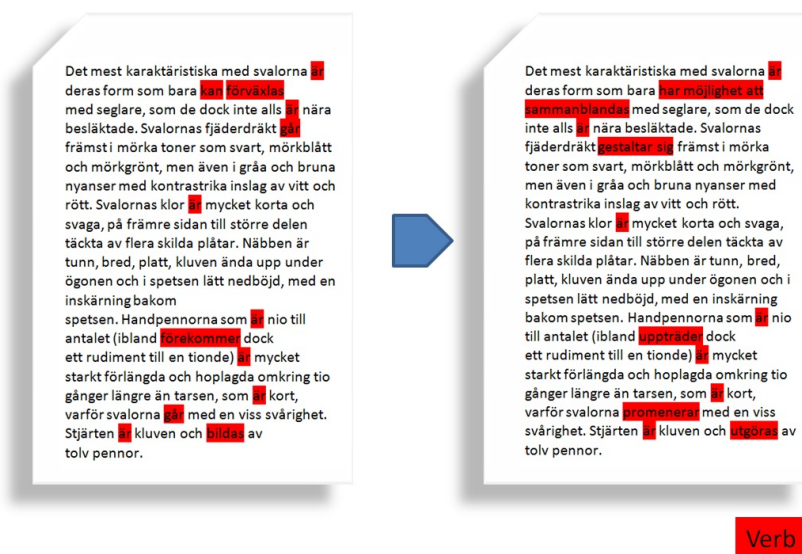 Det mest karaktäristiska med svalorna är
deras form som bara kan förväxlas
med seglare, som de dock inte alls är nära
besläktade. Svalornas fjäderdräkt går
främst i mörka toner som svart, mörkblått
och mörkgrönt, men även i gråa och bruna
nyanser med kontrastrika inslag av vitt och
rött. Svalornas klor är mycket korta och
svaga, på främre sidan till större delen
täckta av flera skilda plåtar. Näbben är
tunn, bred, platt, kluven ända upp under
ögonen och i spetsen lätt nedböjd, med en
inskärning bakom
spetsen. Handpennorna som är nio till
antalet (ibland förekommer dock
ett rudiment till en tionde) är mycket
starkt förlängda och hoplagda omkring tio
gånger längre än tarsen, som är kort,
varför svalorna går med en viss svårighet.
Stjärten är kluven och bildas av
tolv pennor.
Det mest karaktäristiska med svalorna är
deras form som bara har möjlighet att
sammanblandas med seglare, som de dock
inte alls är nära besläktade. Svalornas
fjäderdräkt gestaltar sig främst i mörka
toner som svart, mörkblått och mörkgrönt,
men även i gråa och bruna nyanser med
kontrastrika inslag av vitt och rött.
Svalornas klor är mycket korta och svaga,
på främre sidan till större delen täckta av
flera skilda plåtar. Näbben är tunn, bred,
platt, kluven ända upp under ögonen och i
spetsen lätt nedböjd, med en inskärning
bakom spetsen. Handpennorna som är nio
till antalet (ibland uppträder dock
ett rudiment till en tionde) är mycket
starkt förlängda och hoplagda omkring tio
gånger längre än tarsen, som är kort,
varför svalorna promenerar med en viss
svårighet. Stjärten är kluven och utgöras av
tolv pennor.
Verb